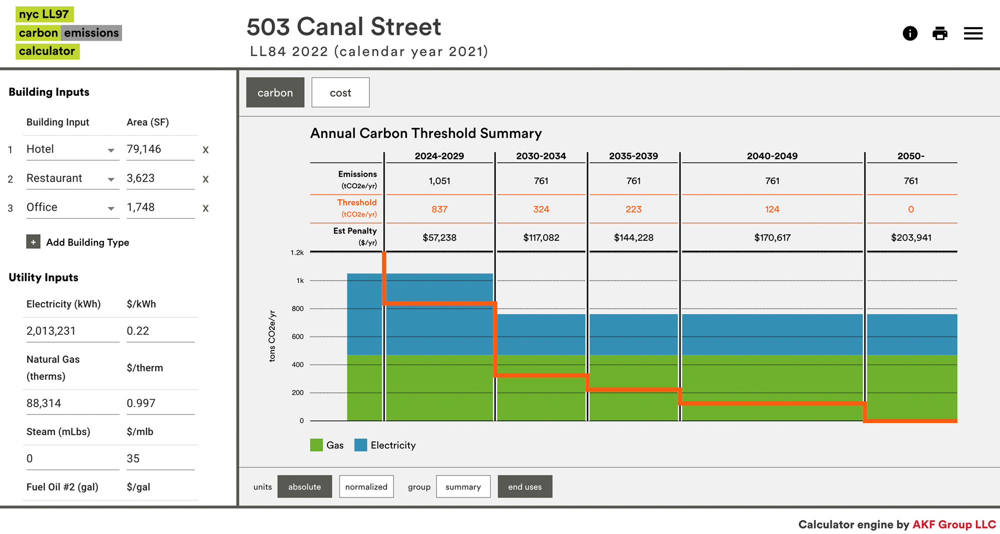 nyc LL97
carbon emissions
calculator
503 Canal Street
LL84 2022 (calendar year 2021)
Building Inputs
Building Input Area (SF)
1 Hotel 79,146 X
2 Restaurant 3,623 X
3 Office 1,748 X
+ Add Building Type
Utility Inputs
Electricity (kWh) $/kWh
2,013,231 0.22
Natural Gas
(therms) $/therm
88,314 0.997
Steam (mLbs) $/mlb
0 35
Fuel Oil #2 (gal) $/gal
carbon cost
Annual Carbon Threshold Summary
2024-2029 2030-2034 2035-2039 2040-2049 2050-
Emissions
(tCO2e/yr) 1,051 761 761 761 761
Threshold
(tCO2e/yr) 837 324 223 124 0
Est Penalty
($/yr) $57,238 $117,082 $144,228 $170,617 $203,941
1.2k
1k
800
600
400
200
0
tons CO2e/yr
Gas Electricity
units absolute normalized group summary end uses
Calculator engine by AKF Group LLC